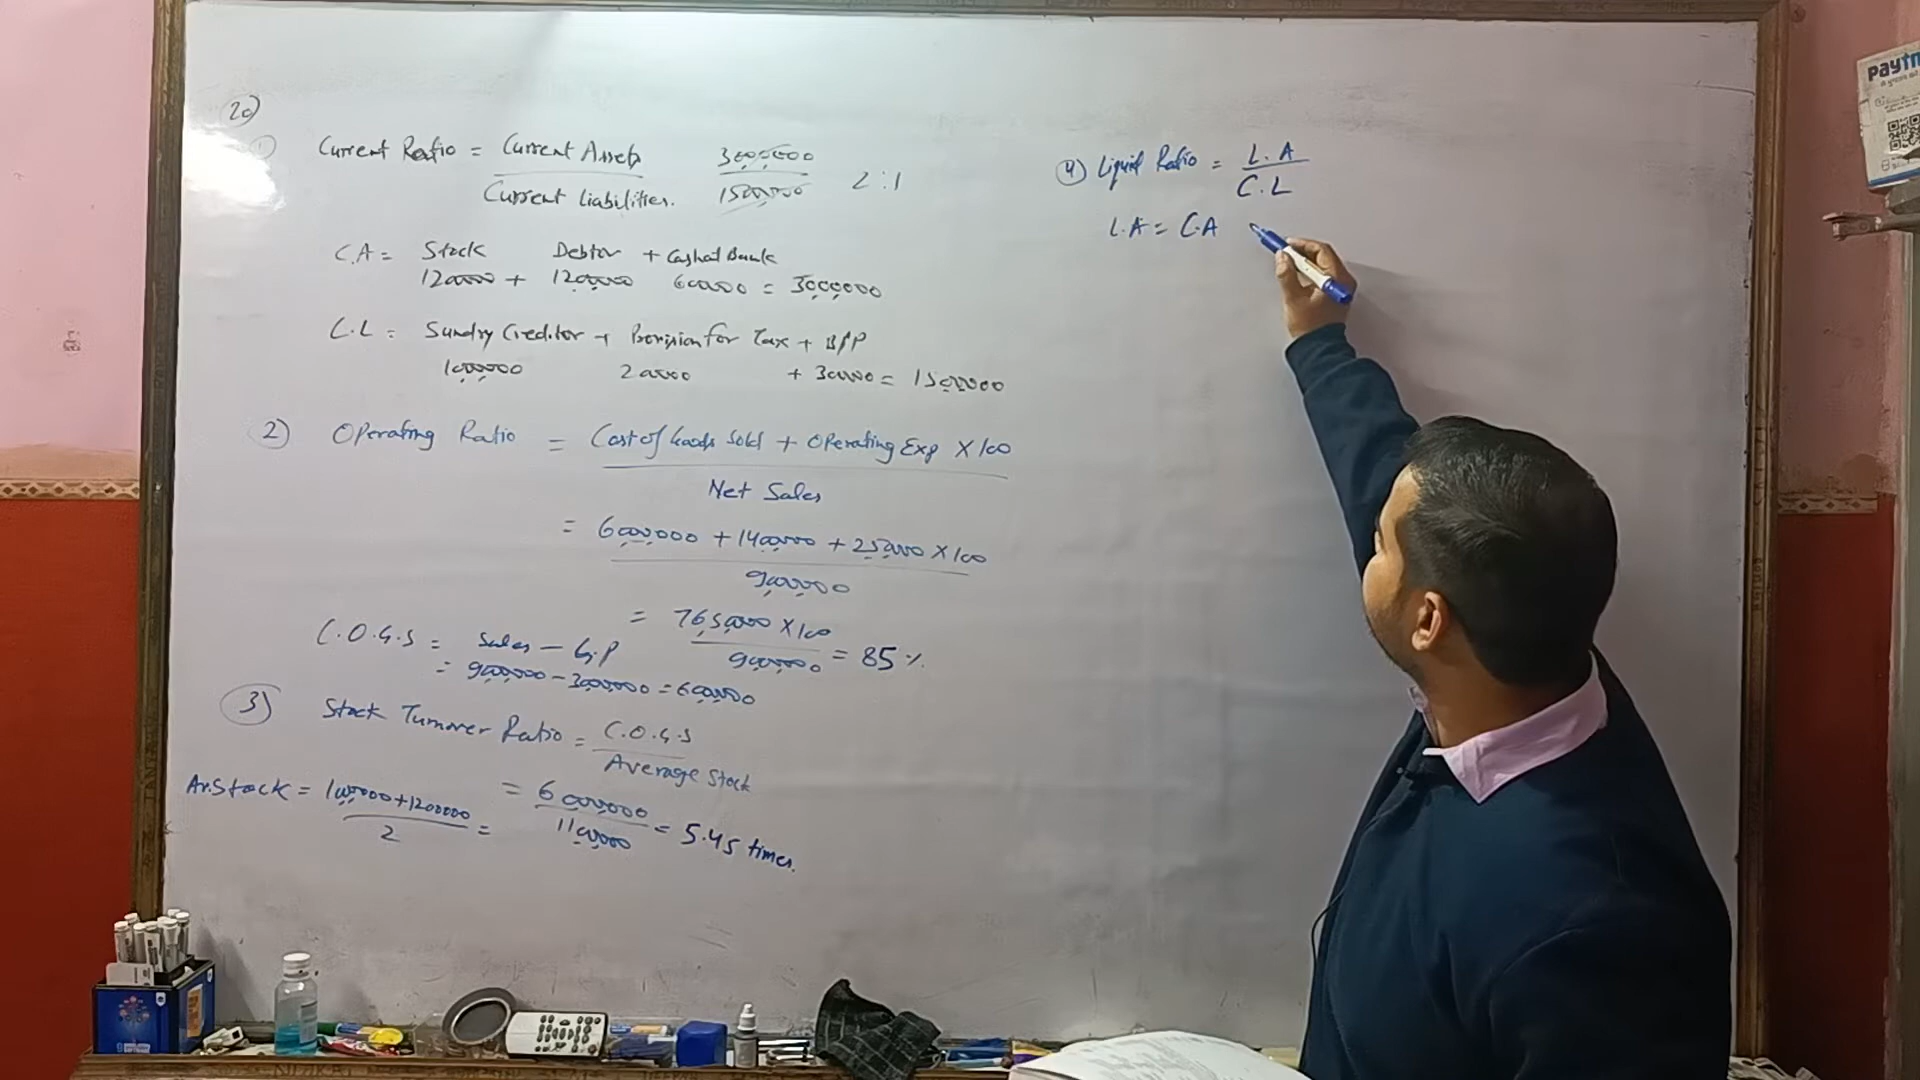 20)
1) Current Ratio = Current Assets / Current Liabilities. 3000000 / 1500000 2:1
C.A = Stock Debtor + Cash at Bank
1200000 + 1200000 600000 = 3000000
C.L = Sundry Creditor + Provision for Tax + B/P
1000000 200000 + 300000 = 1500000
2) Operating Ratio = Cost of Goods Sold + Operating Exp X 100
Net Sales
= 6000000 + 1400000 + 250000 X 100
9000000
= 7650000 X 100
9000000 = 85 %.
C.O.G.S = Sales - G.P
= 9000000 - 3000000 = 6000000
3) Stock Turnover Ratio = C.O.G.S
Average Stock
Av.Stock = 1000000 + 1200000 / 2 =
= 6000000 / 1100000 = 5.45 times.
4) Liquid Ratio = L.A
C.L
L.A = C.A
Paytm